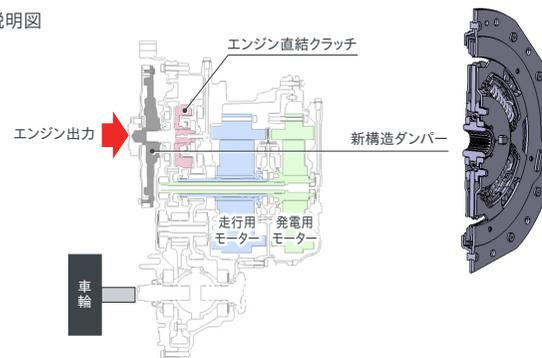 説明図
エンジン直結クラッチ
エンジン出力
新構造ダンパー
走行用
モーター
発電用
モーター
車輪